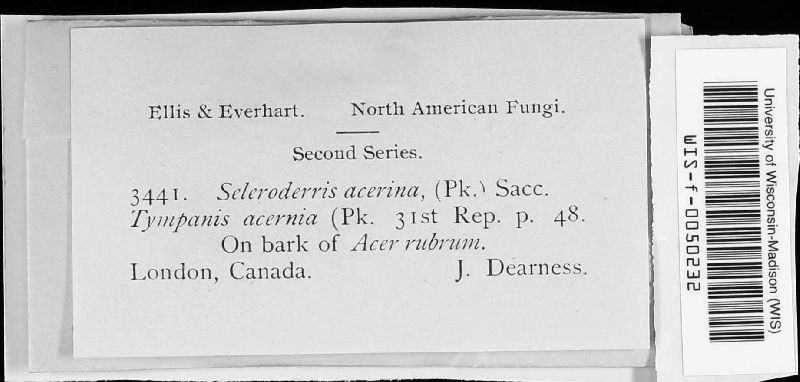 Ellis & Everhart. North American Fungi.
Second Series.
3441. Seleroderris acerina, (Pk.) Sacc.
Tympanis acernia (Pk. 31st Rep. p. 48.
On bark of Acer rubrum.
London, Canada. J. Dearness.
University of Wisconsin-Madison (WIS)
WIS-f-0050232